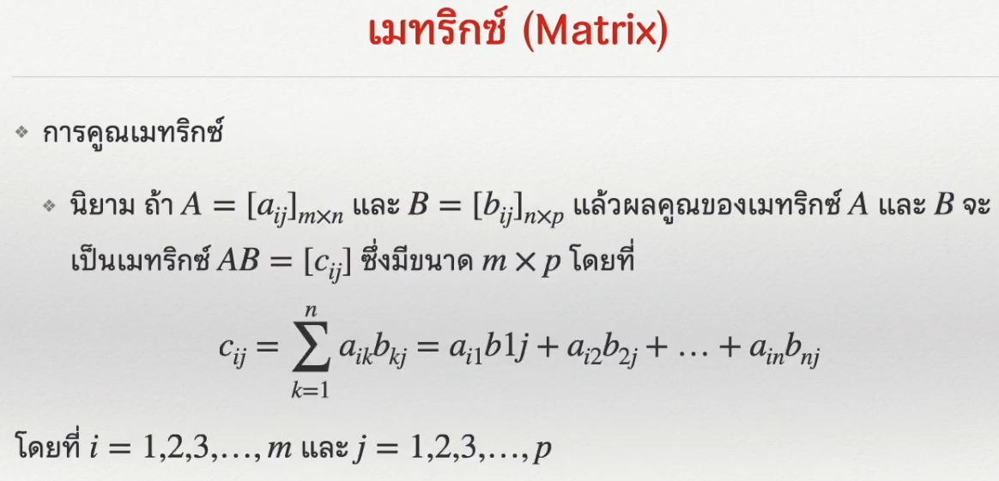 เมทริกซ์ (Matrix)
❖ การคูณเมทริกซ์
❖ นิยาม ถ้า $A = [a_{ij}]_{m \times n}$ และ $B = [b_{ij}]_{n \times p}$ แล้วผลคูณของเมทริกซ์ $A$ และ $B$ จะ
เป็นเมทริกซ์ $AB = [c_{ij}]$ ซึ่งมีขนาด $m \times p$ โดยที่
$c_{ij} = \sum_{k=1}^{n} a_{ik}b_{kj} = a_{i1}b1j + a_{i2}b_{2j} + \ldots + a_{in}b_{nj}$
โดยที่ $i = 1,2,3,\ldots,m$ และ $j = 1,2,3,\ldots,p$